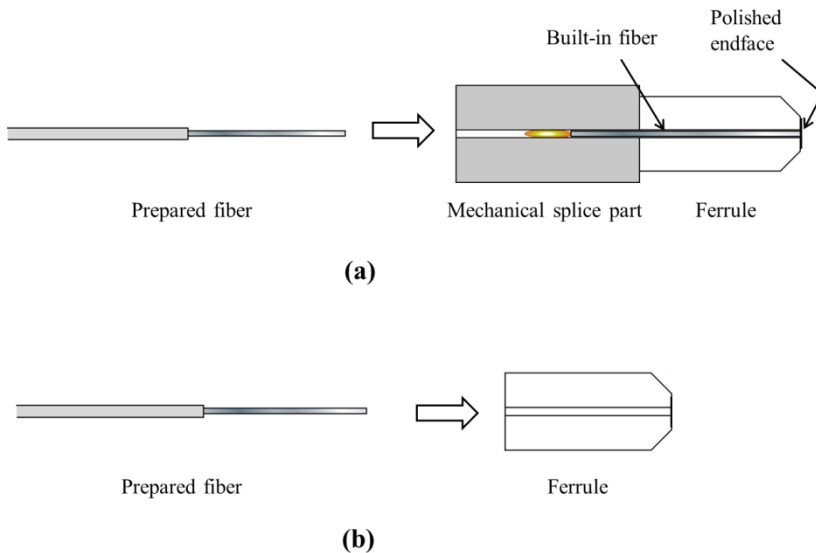 Polished
endface
Built-in fiber
Prepared fiber
Mechanical splice part
Ferrule
(a)
Prepared fiber
Ferrule
(b)